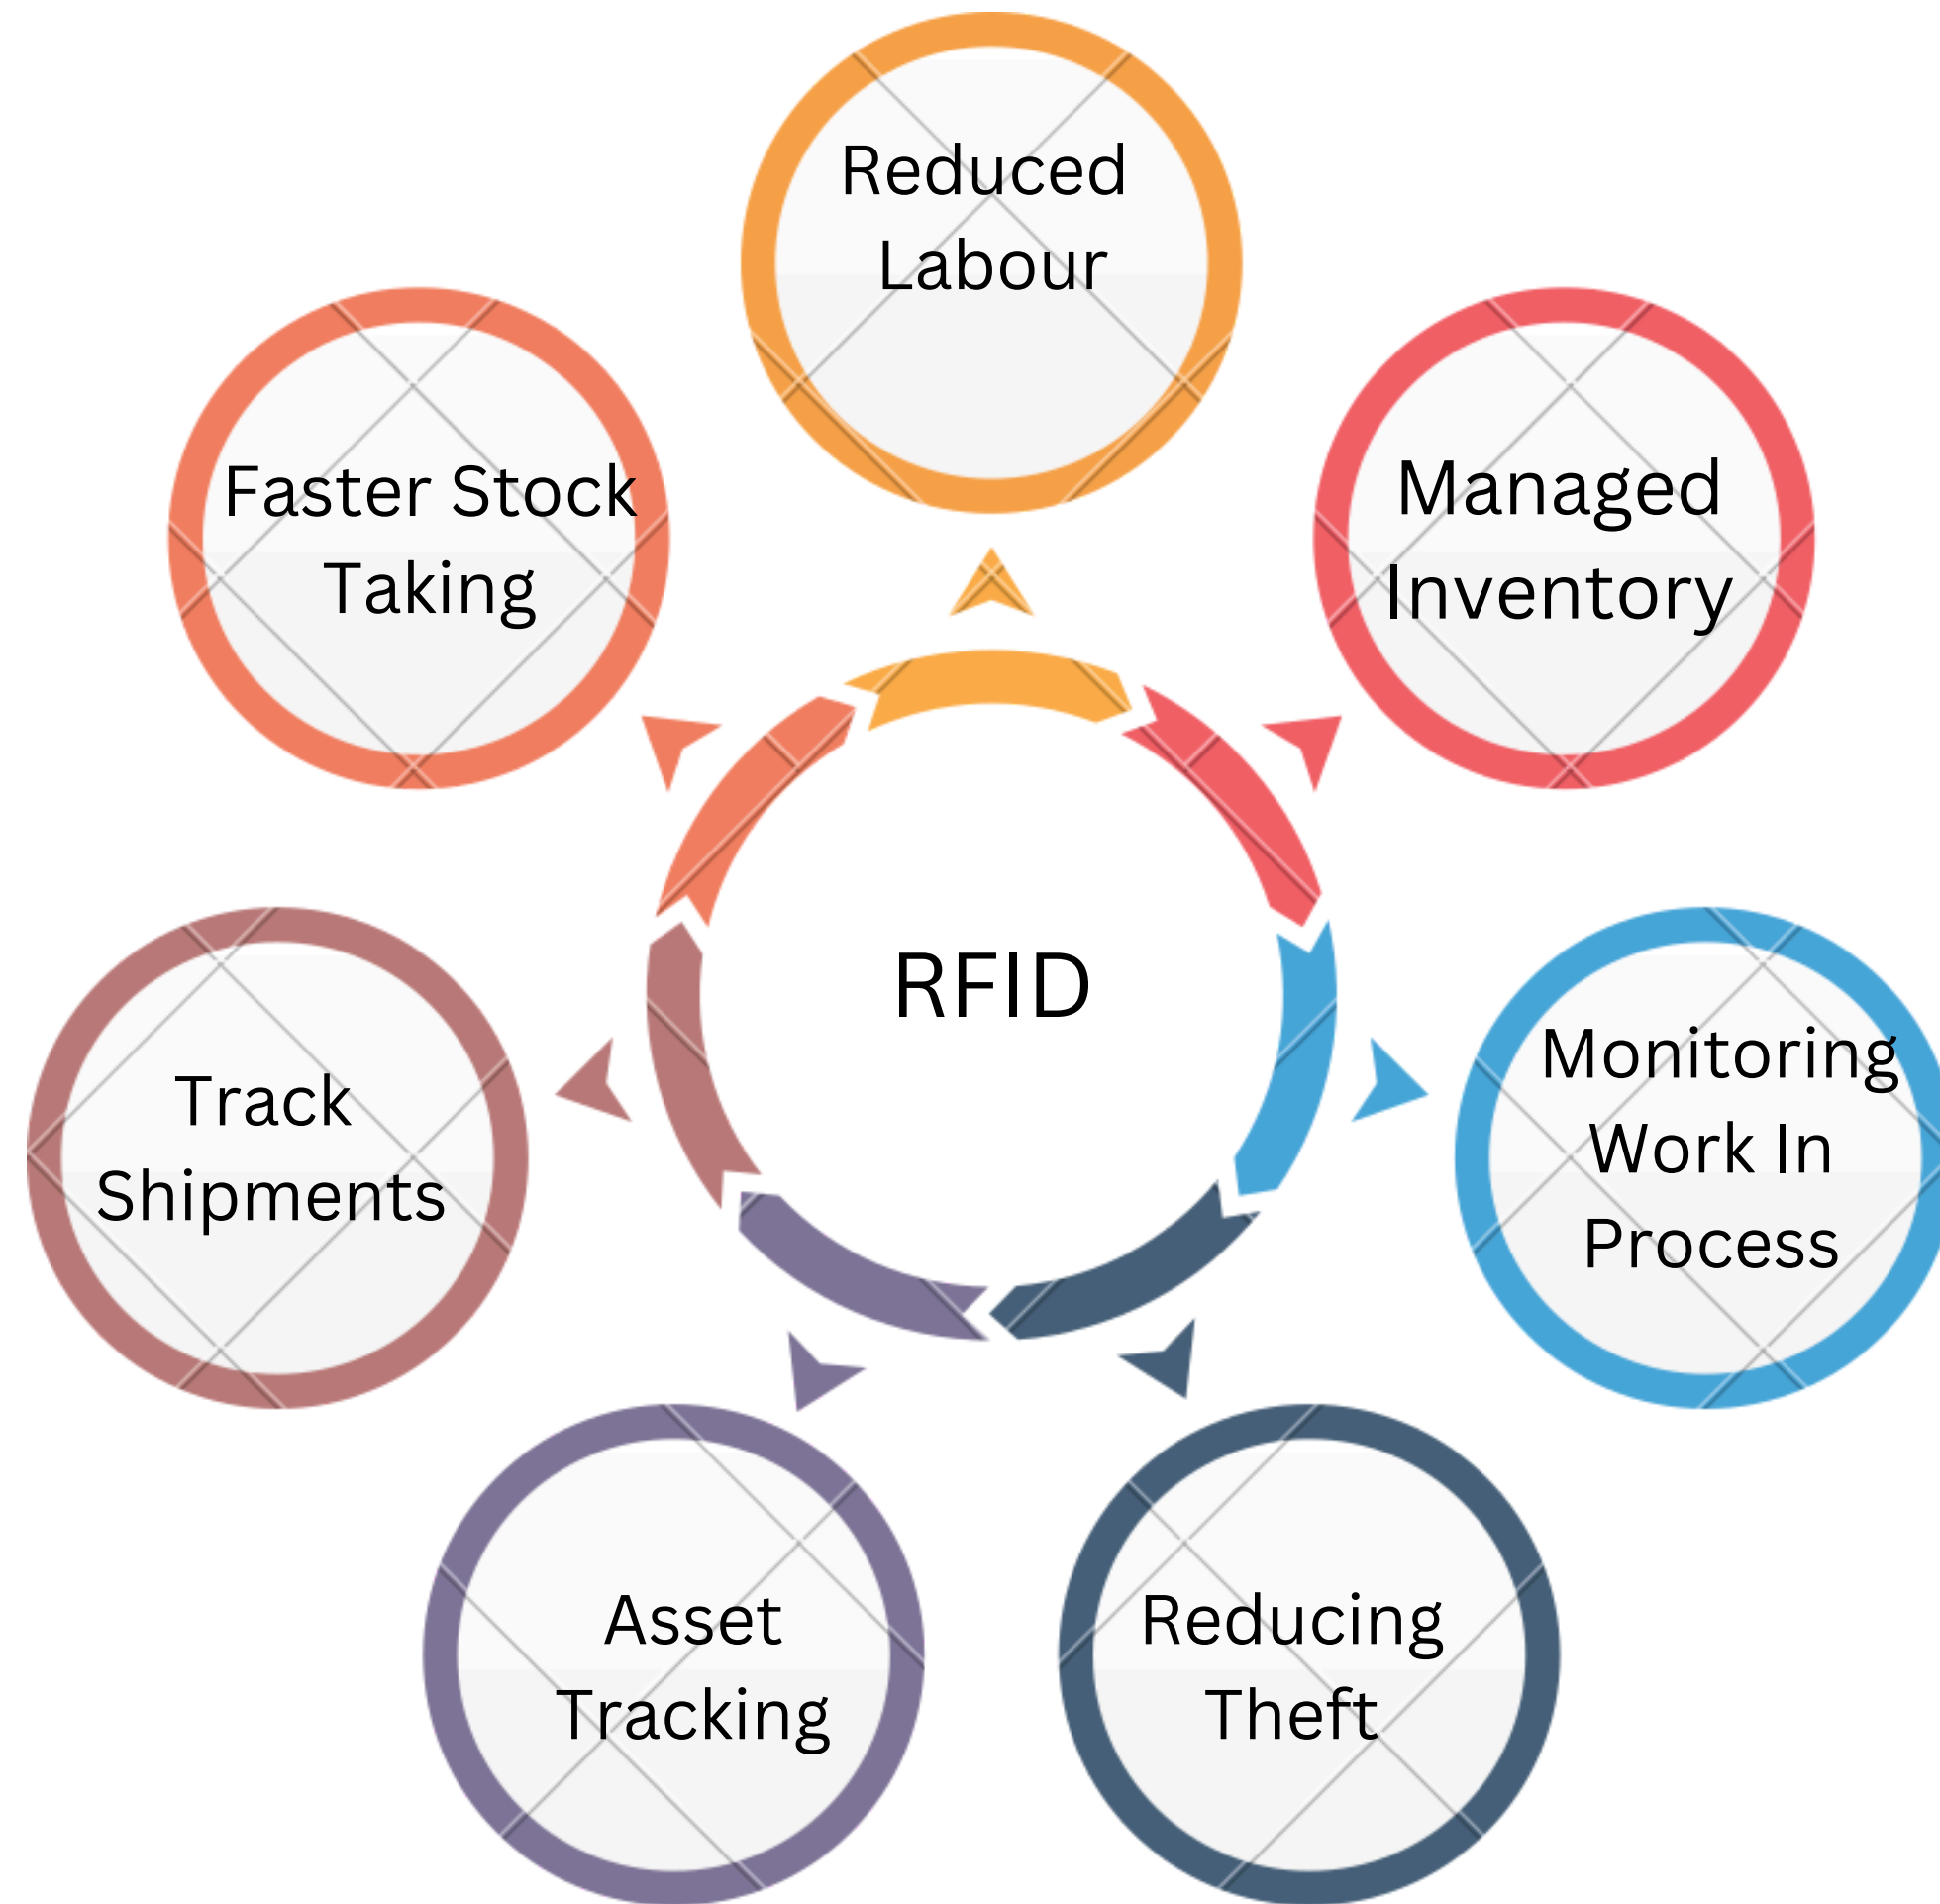 Reduced
Labour
Faster Stock
Taking
Managed
Inventory
RFID
Track
Shipments
Monitoring
Work In
Process
Asset
Tracking
Reducing
Theft